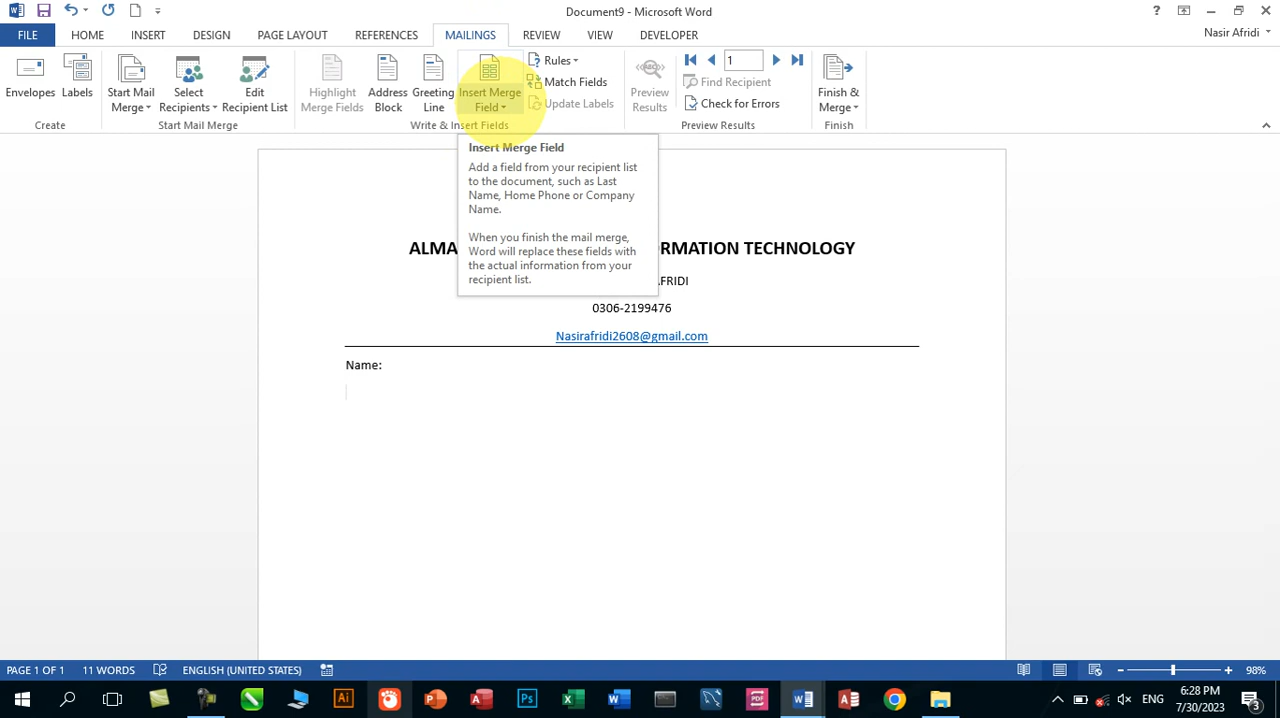 Document9 - Microsoft Word
?
FILE HOME INSERT DESIGN PAGE LAYOUT REFERENCES MAILINGS REVIEW VIEW DEVELOPER
Nasir Afridi
Envelopes
Labels
Start Mail
Merge
Select
Recipients
Edit
Recipient List
Highlight
Merge Fields
Address
Block
Greeting
Line
Insert Merge
Field
Rules
Match Fields
Update Labels
Preview
Results
1
Find Recipient
Check for Errors
Finish &
Merge
Create
Start Mail Merge
Write & Insert Fields
Preview Results
Finish
Insert Merge Field
Add a field from your recipient list
to the document, such as Last
Name, Home Phone or Company
Name.
When you finish the mail merge,
Word will replace these fields with
the actual information from your
recipient list.
RMATION TECHNOLOGY
0306-2199476
Nasirafridi2608@gmail.com
Name:
PAGE 1 OF 1 11 WORDS ENGLISH (UNITED STATES) 98%
ENG
6:28 PM
7/30/2023
3